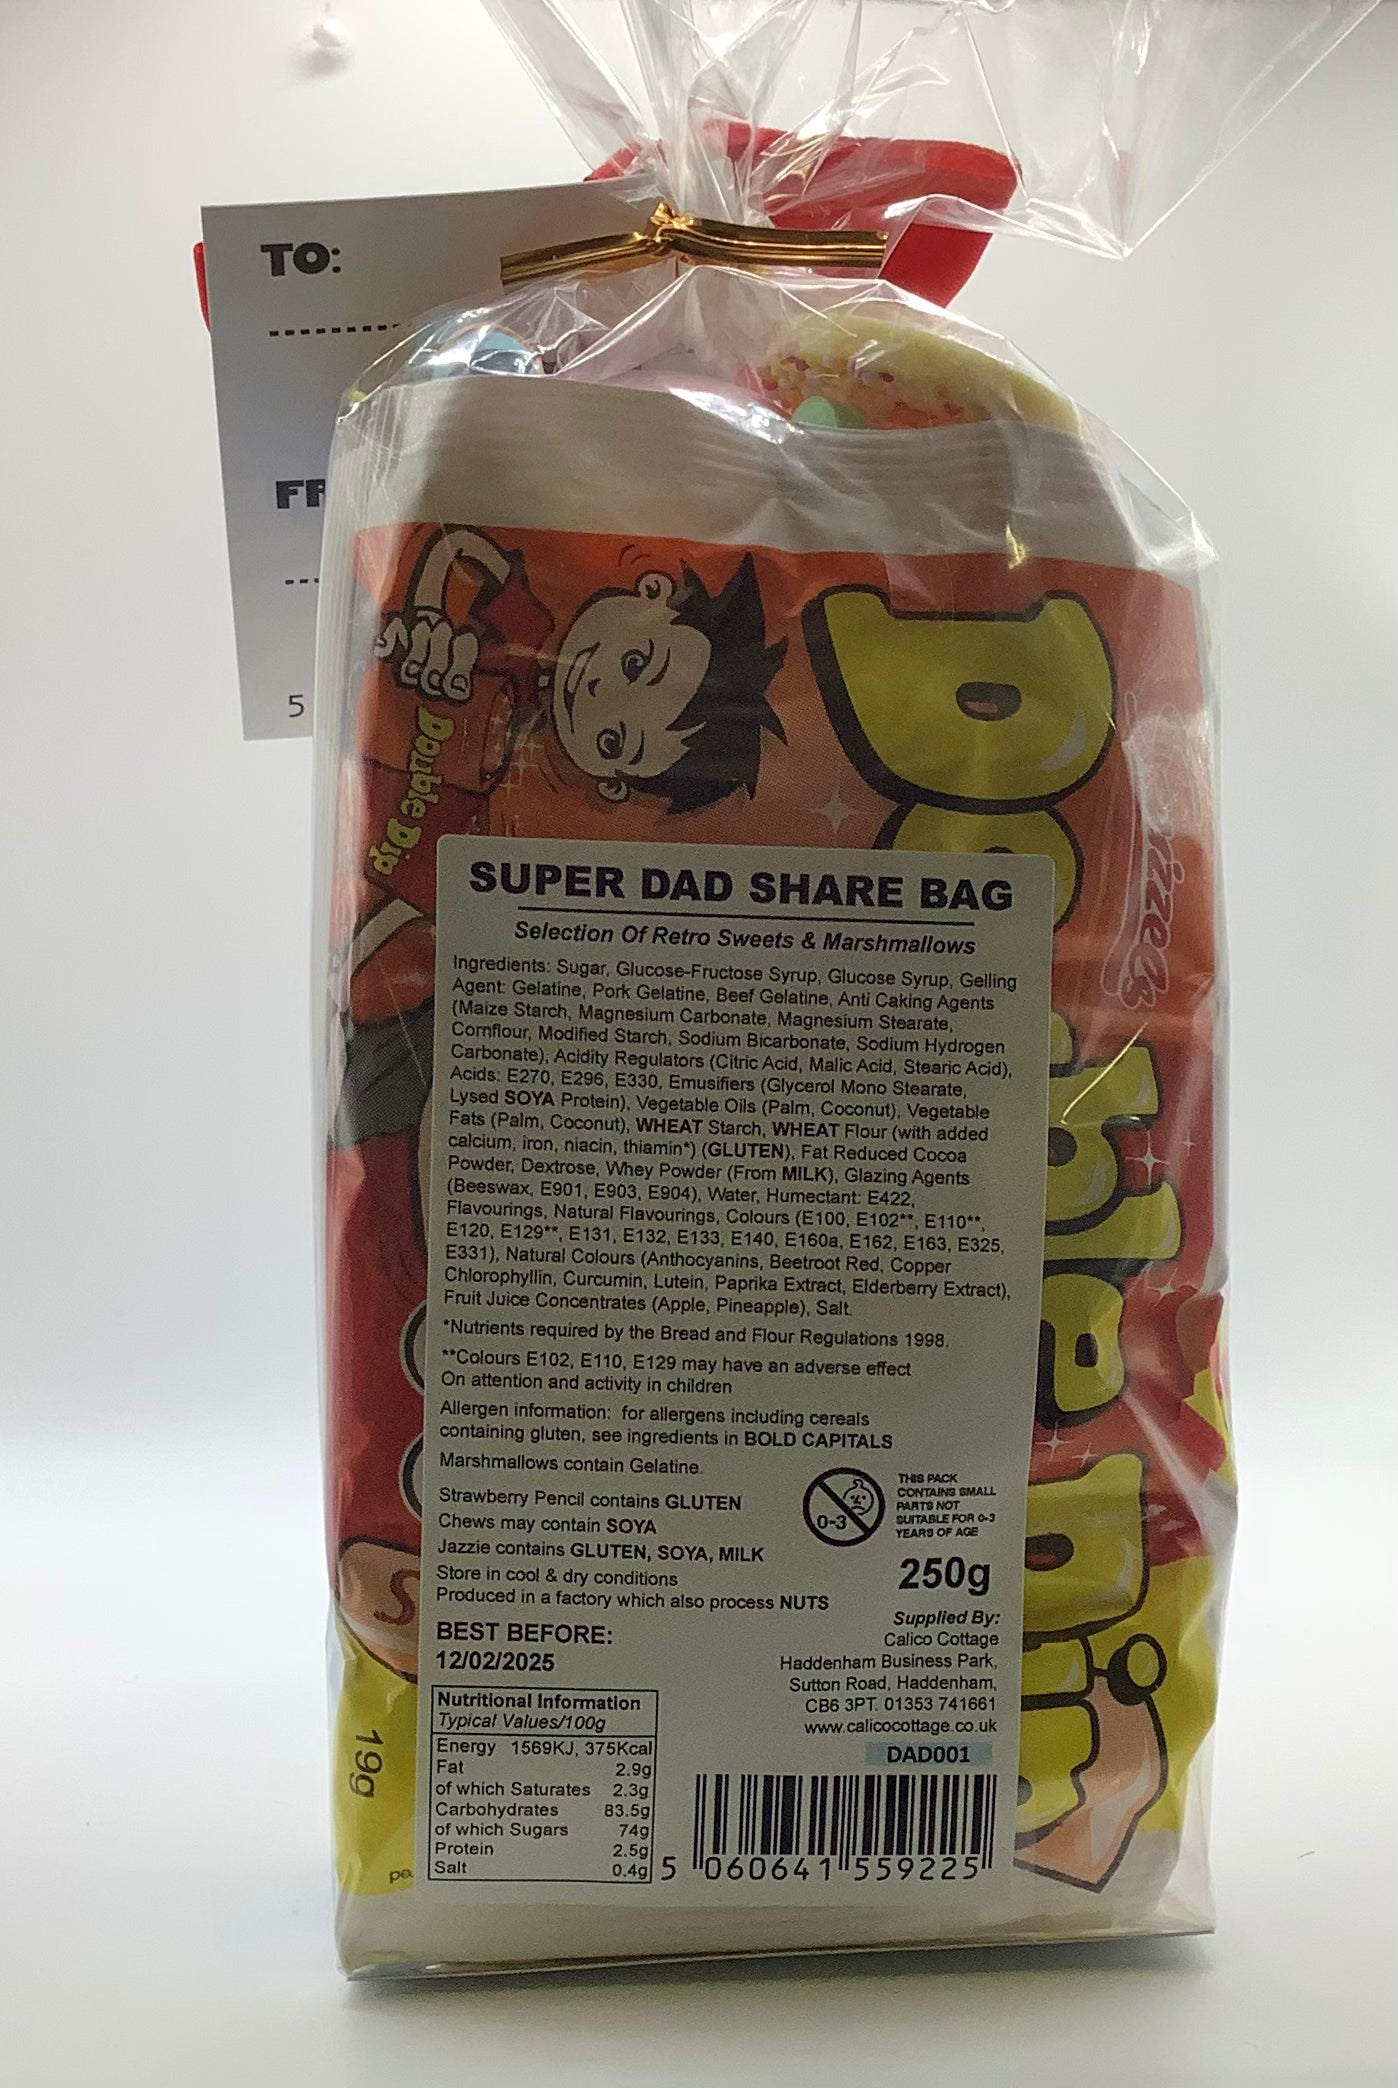 TO:
FR
5
Double Dip
Swizzels
Double Dip
19g
SUPER DAD SHARE BAG
Selection Of Retro Sweets & Marshmallows
Ingredients: Sugar, Glucose-Fructose Syrup, Glucose Syrup, Gelling
Agent: Gelatine, Pork Gelatine, Beef Gelatine, Anti Caking Agents
(Maize Starch, Magnesium Carbonate, Magnesium Stearate,
Cornflour, Modified Starch, Sodium Bicarbonate, Sodium Hydrogen
Carbonate), Acidity Regulators (Citric Acid, Malic Acid, Stearic Acid),
Acids: E270, E296, E330, Emusifiers (Glycerol Mono Stearate,
Lysed SOYA Protein), Vegetable Oils (Palm, Coconut), Vegetable
Fats (Palm, Coconut), WHEAT Starch, WHEAT Flour (with added
calcium, iron, niacin, thiamin*) (GLUTEN), Fat Reduced Cocoa
Powder, Dextrose, Whey Powder (From MILK), Glazing Agents
(Beeswax, E901, E903, E904), Water, Humectant: E422,
Flavourings, Natural Flavourings, Colours (E100, E102**, E110**,
E120, E129**, E131, E132, E133, E140, E160a, E162, E163, E325,
E331), Natural Colours (Anthocyanins, Beetroot Red, Copper
Chlorophyllin, Curcumin, Lutein, Paprika Extract, Elderberry Extract),
Fruit Juice Concentrates (Apple, Pineapple), Salt.
*Nutrients required by the Bread and Flour Regulations 1998.
**Colours E102, E110, E129 may have an adverse effect
On attention and activity in children
Allergen information: for allergens including cereals
containing gluten, see ingredients in BOLD CAPITALS
Marshmallows contain Gelatine.
Strawberry Pencil contains GLUTEN
Chews may contain SOYA
Jazzie contains GLUTEN, SOYA, MILK
Store in cool & dry conditions
Produced in a factory which also process NUTS
0-3
THIS PACK
CONTAINS SMALL
PARTS NOT
SUITABLE FOR 0-3
YEARS OF AGE
250g
BEST BEFORE:
12/02/2025
Supplied By:
Calico Cottage
Haddenham Business Park,
Sutton Road, Haddenham,
CB6 3PT. 01353 741661
www.calicocottage.co.uk
DAD001
Nutritional Information
Typical Values/100g
Energy 1569KJ, 375Kcal
Fat 2.9g
of which Saturates 2.3g
Carbohydrates 83.5g
of which Sugars 74g
Protein 2.5g
Salt 0.4g
5 060641 559225